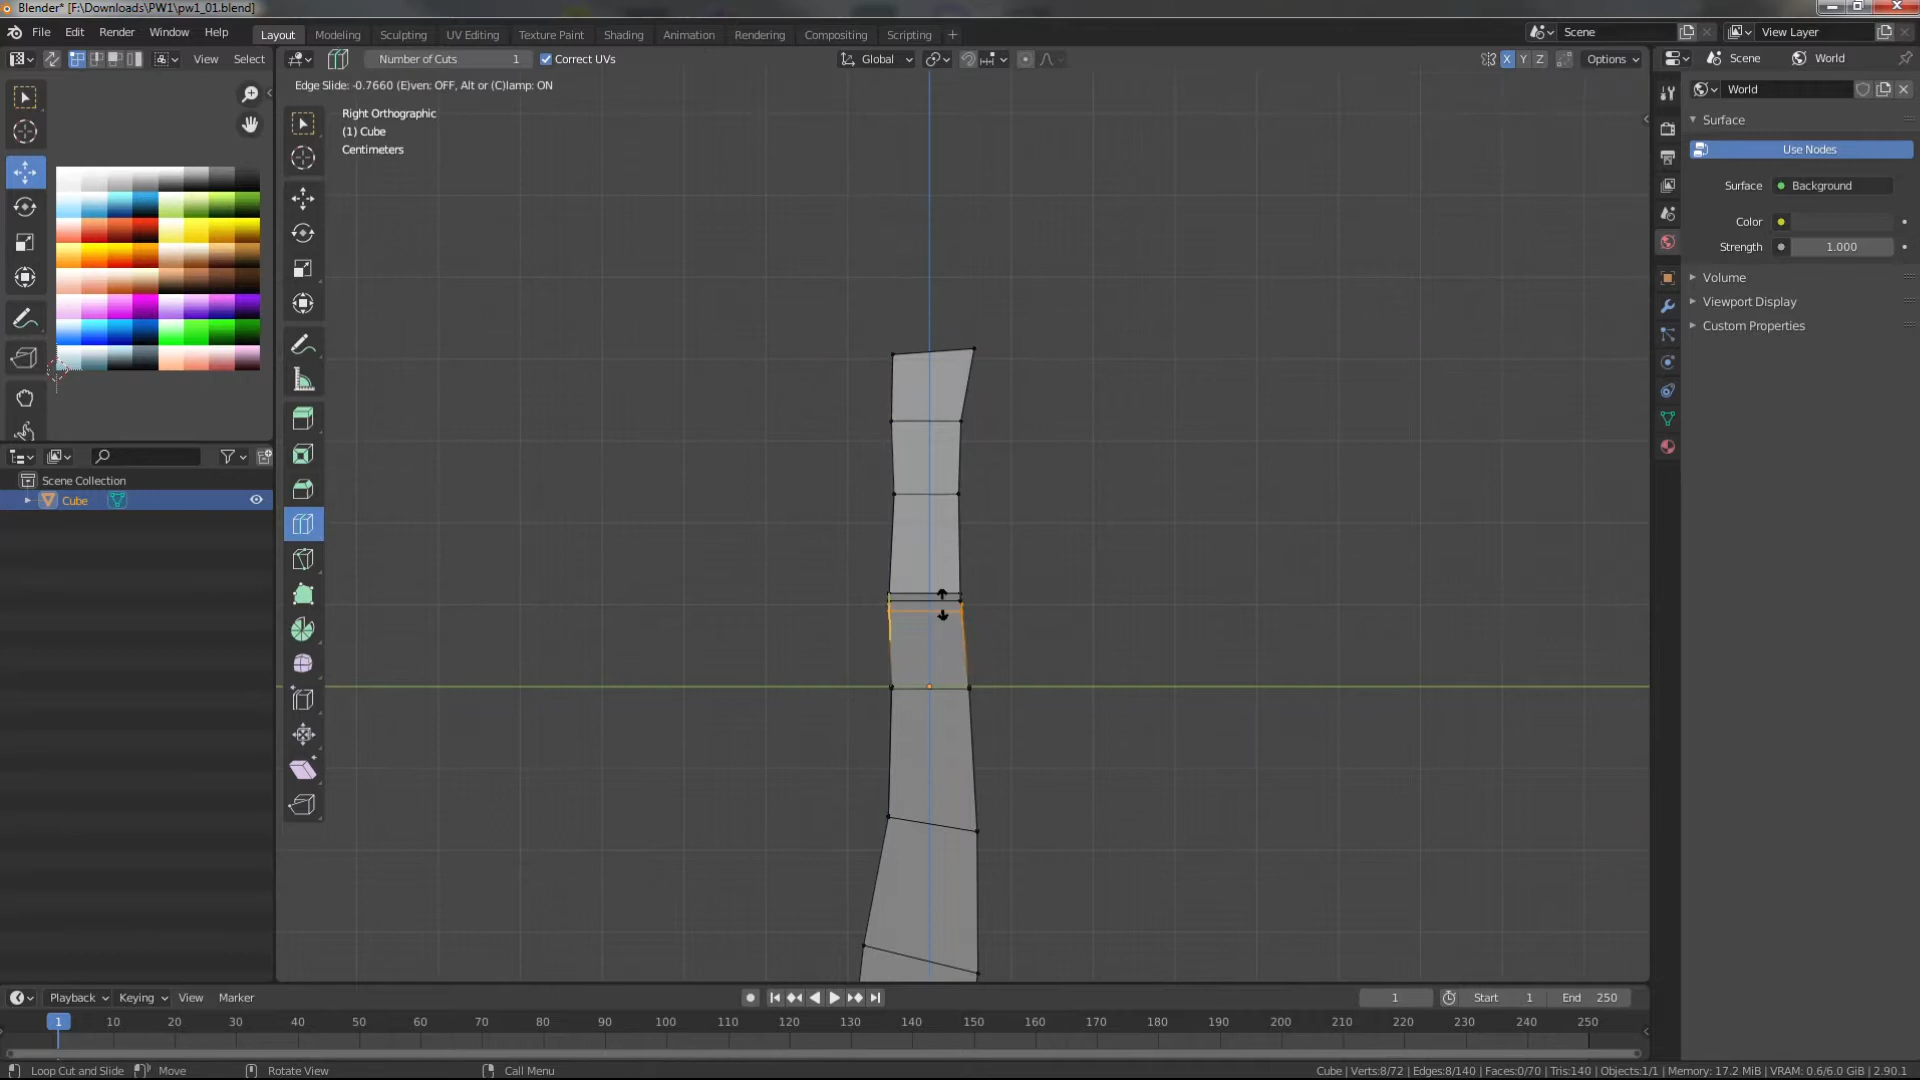 Blender* [F:\Downloads\PW1\pw1_01.blend]
File Edit Render Window Help Layout Modeling Sculpting UV Editing Texture Paint Shading Animation Rendering Compositing Scripting + Scene View Layer
View Select Number of Cuts 1 Correct UVs Global X Y Z Options Scene World
Edge Slide: -0.7660 (E)ven: OFF, Alt or (C)lamp: ON
World
Right Orthographic
(1) Cube
Centimeters
Surface
Use Nodes
Surface Background
Color
Strength 1.000
Volume
Viewport Display
Custom Properties
Scene Collection
Cube
Playback Keying View Marker 1 Start 1 End 250
1 10 20 30 40 50 60 70 80 90 100 110 120 130 140 150 160 170 180 190 200 210 220 230 240 250
Loop Cut and Slide Move Rotate View Call Menu Cube | Verts:8/72 | Edges:8/140 | Faces:0/70 | Tris:140 | Objects:1/1 | Memory: 17.2 MiB | VRAM: 0.6/6.0 GiB | 2.90.1